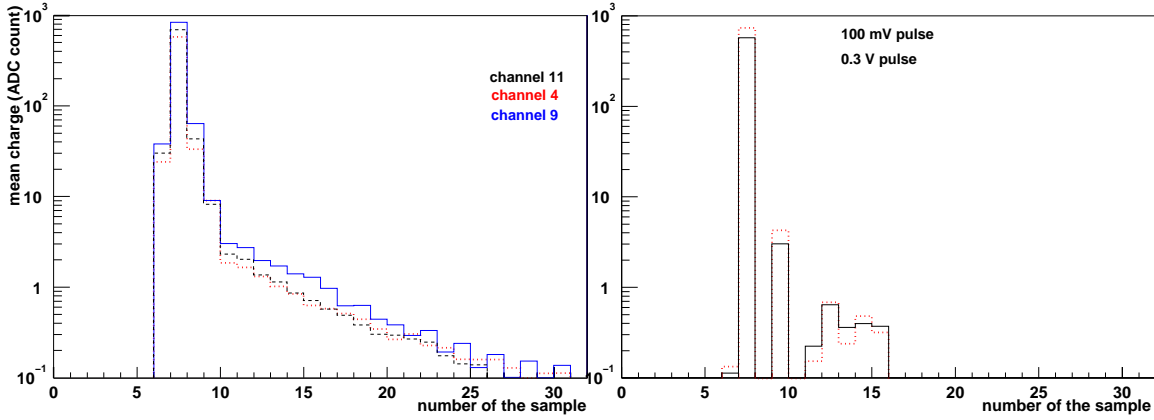 mean charge (ADC count)
10³
10²
10
1
10⁻¹
channel 11
channel 4
channel 9
0 5 10 15 20 25 30
number of the sample
10³
10²
10
1
10⁻¹
100 mV pulse
0.3 V pulse
0 5 10 15 20 25 30
number of the sample